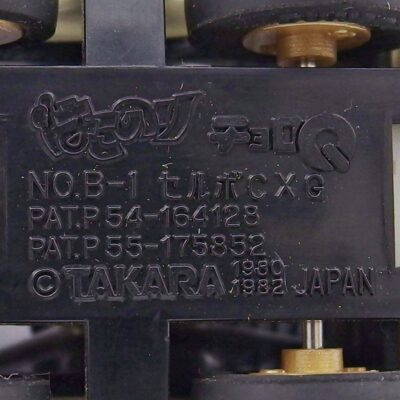 はこのり チョロQ
NO.B-1 セルボCXG
PAT.P 54-164128
PAT.P 55-175852
©TAKARA 1980 1982 JAPAN